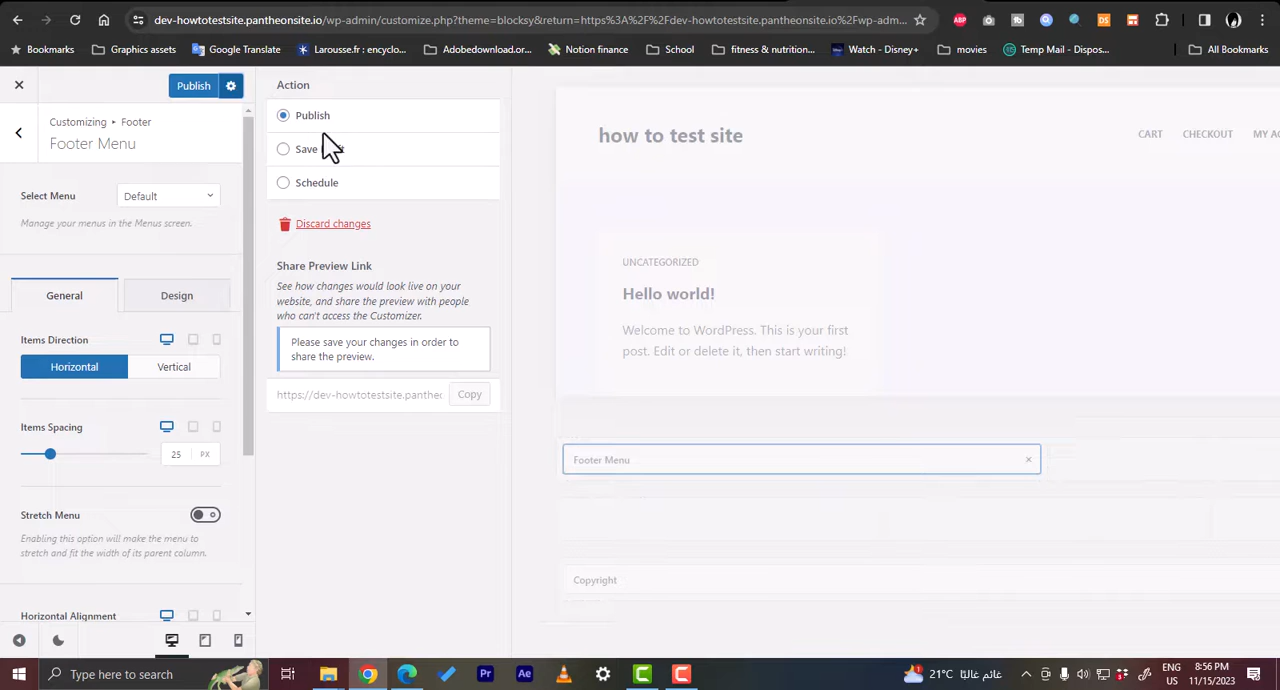 dev-howtotestsite.pantheonsite.io/wp-admin/customize.php?theme=blocksy&return=https%3A%2F%2Fdev-howtotestsite.pantheonsite.io%2Fwp-adm...
Bookmarks Graphics assets Google Translate Larousse.fr: encyclo... Adobedownload.or... Notion finance School fitness & nutrition... Watch - Disney+ movies Temp Mail - Dispos... All Bookmarks
Publish
Customizing ▸ Footer
Footer Menu
Select Menu Default
Manage your menus in the Menus screen.
General Design
Items Direction
Horizontal Vertical
Items Spacing
25 PX
Stretch Menu
Enabling this option will make the menu to
stretch and fit the width of its parent column.
Horizontal Alignment
Action
Publish
Save
Schedule
Discard changes
Share Preview Link
See how changes would look live on your
website, and share the preview with people
who can't access the Customizer.
Please save your changes in order to
share the preview.
https://dev-howtotestsite.panthe Copy
how to test site
CART CHECKOUT MY AC
UNCATEGORIZED
Hello world!
Welcome to WordPress. This is your first
post. Edit or delete it, then start writing!
Footer Menu ×
Copyright
Type here to search
21°C غائم غالبًا
ENG
US
8:56 PM
11/15/2023